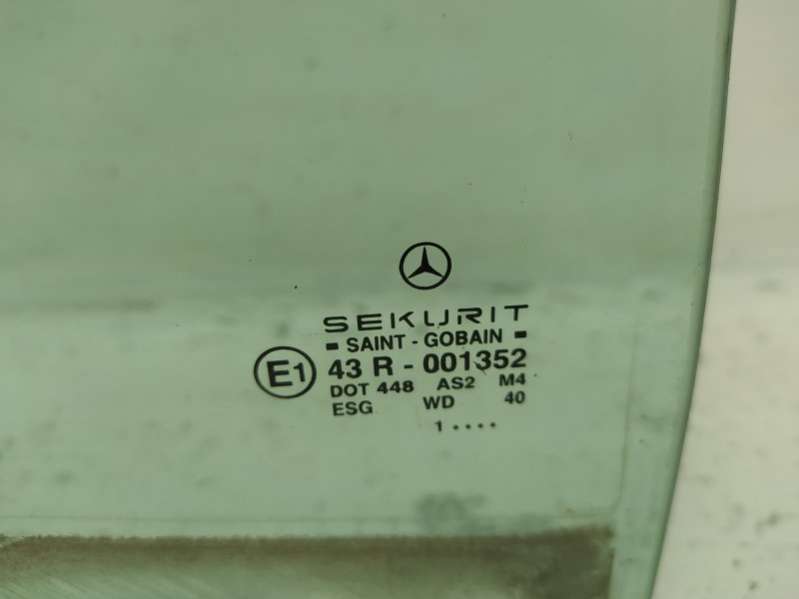 SEKURIT
SAINT - GOBAIN
E1 43 R - 001352
DOT 448 AS2 M4
ESG WD 40
1 ····